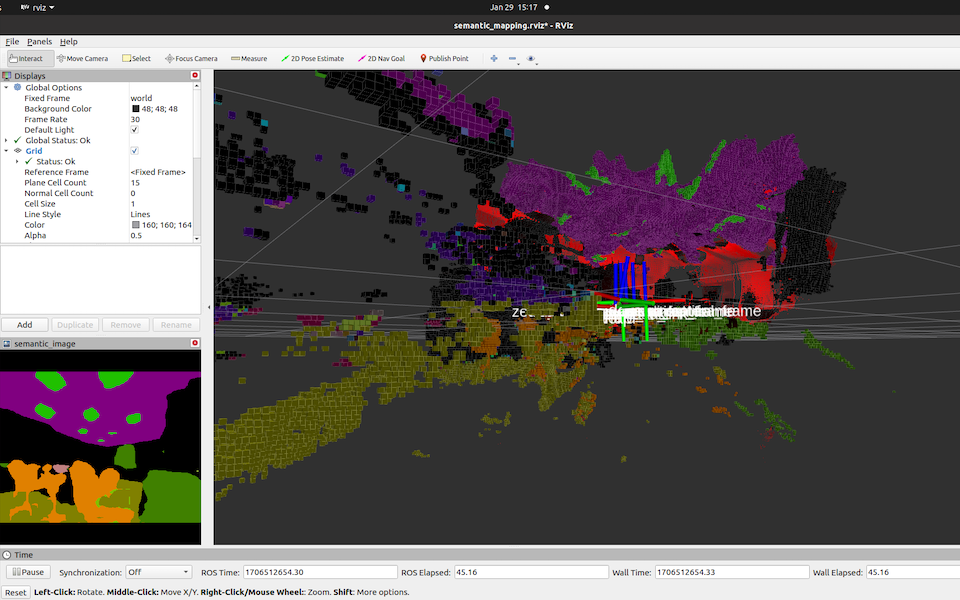 rviz
Jan 29 15:17
semantic_mapping.rviz* - RViz
File Panels Help
Interact Move Camera Select Focus Camera Measure 2D Pose Estimate 2D Nav Goal Publish Point
Displays
Global Options
Fixed Frame world
Background Color 48; 48; 48
Frame Rate 30
Default Light
Global Status: Ok
Grid
Status: Ok
Reference Frame <Fixed Frame>
Plane Cell Count 15
Normal Cell Count 0
Cell Size 1
Line Style Lines
Color 160; 160; 164
Alpha 0.5
Add Duplicate Remove Rename
semantic_image
Time
Pause Synchronization: Off ROS Time: 1706512654.30 ROS Elapsed: 45.16 Wall Time: 1706512654.33 Wall Elapsed: 45.16
Reset Left-Click: Rotate. Middle-Click: Move X/Y. Right-Click/Mouse Wheel:: Zoom. Shift: More options.